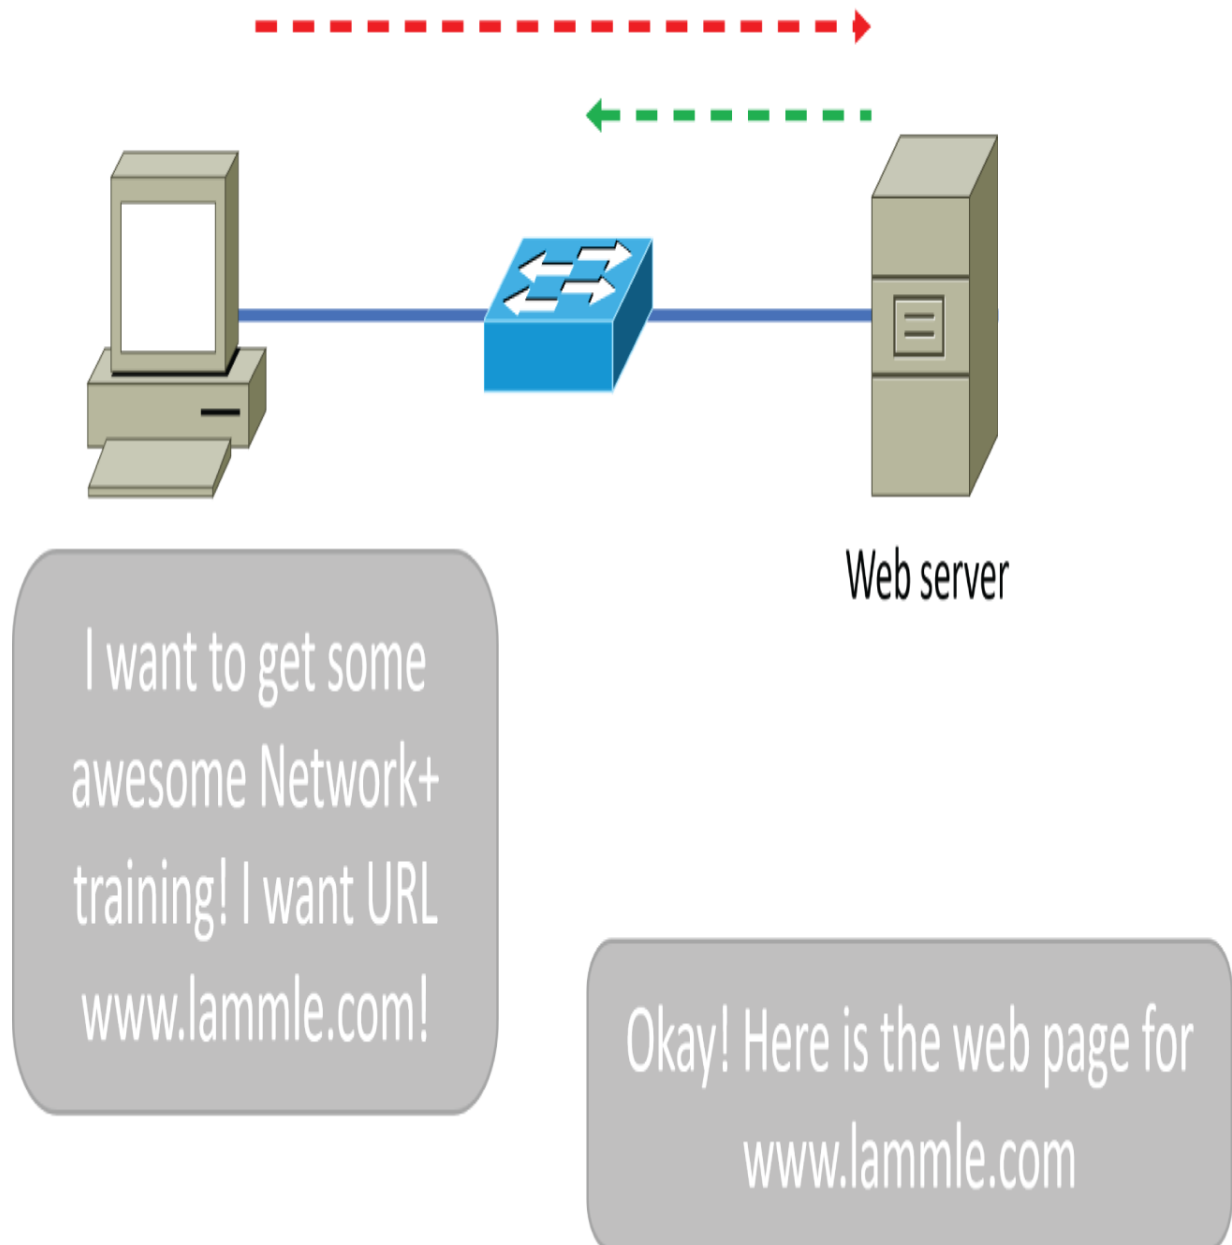 Web server
I want to get some
awesome Network+
training! I want URL
www.lammle.com!
Okay! Here is the web page for
www.lammle.com